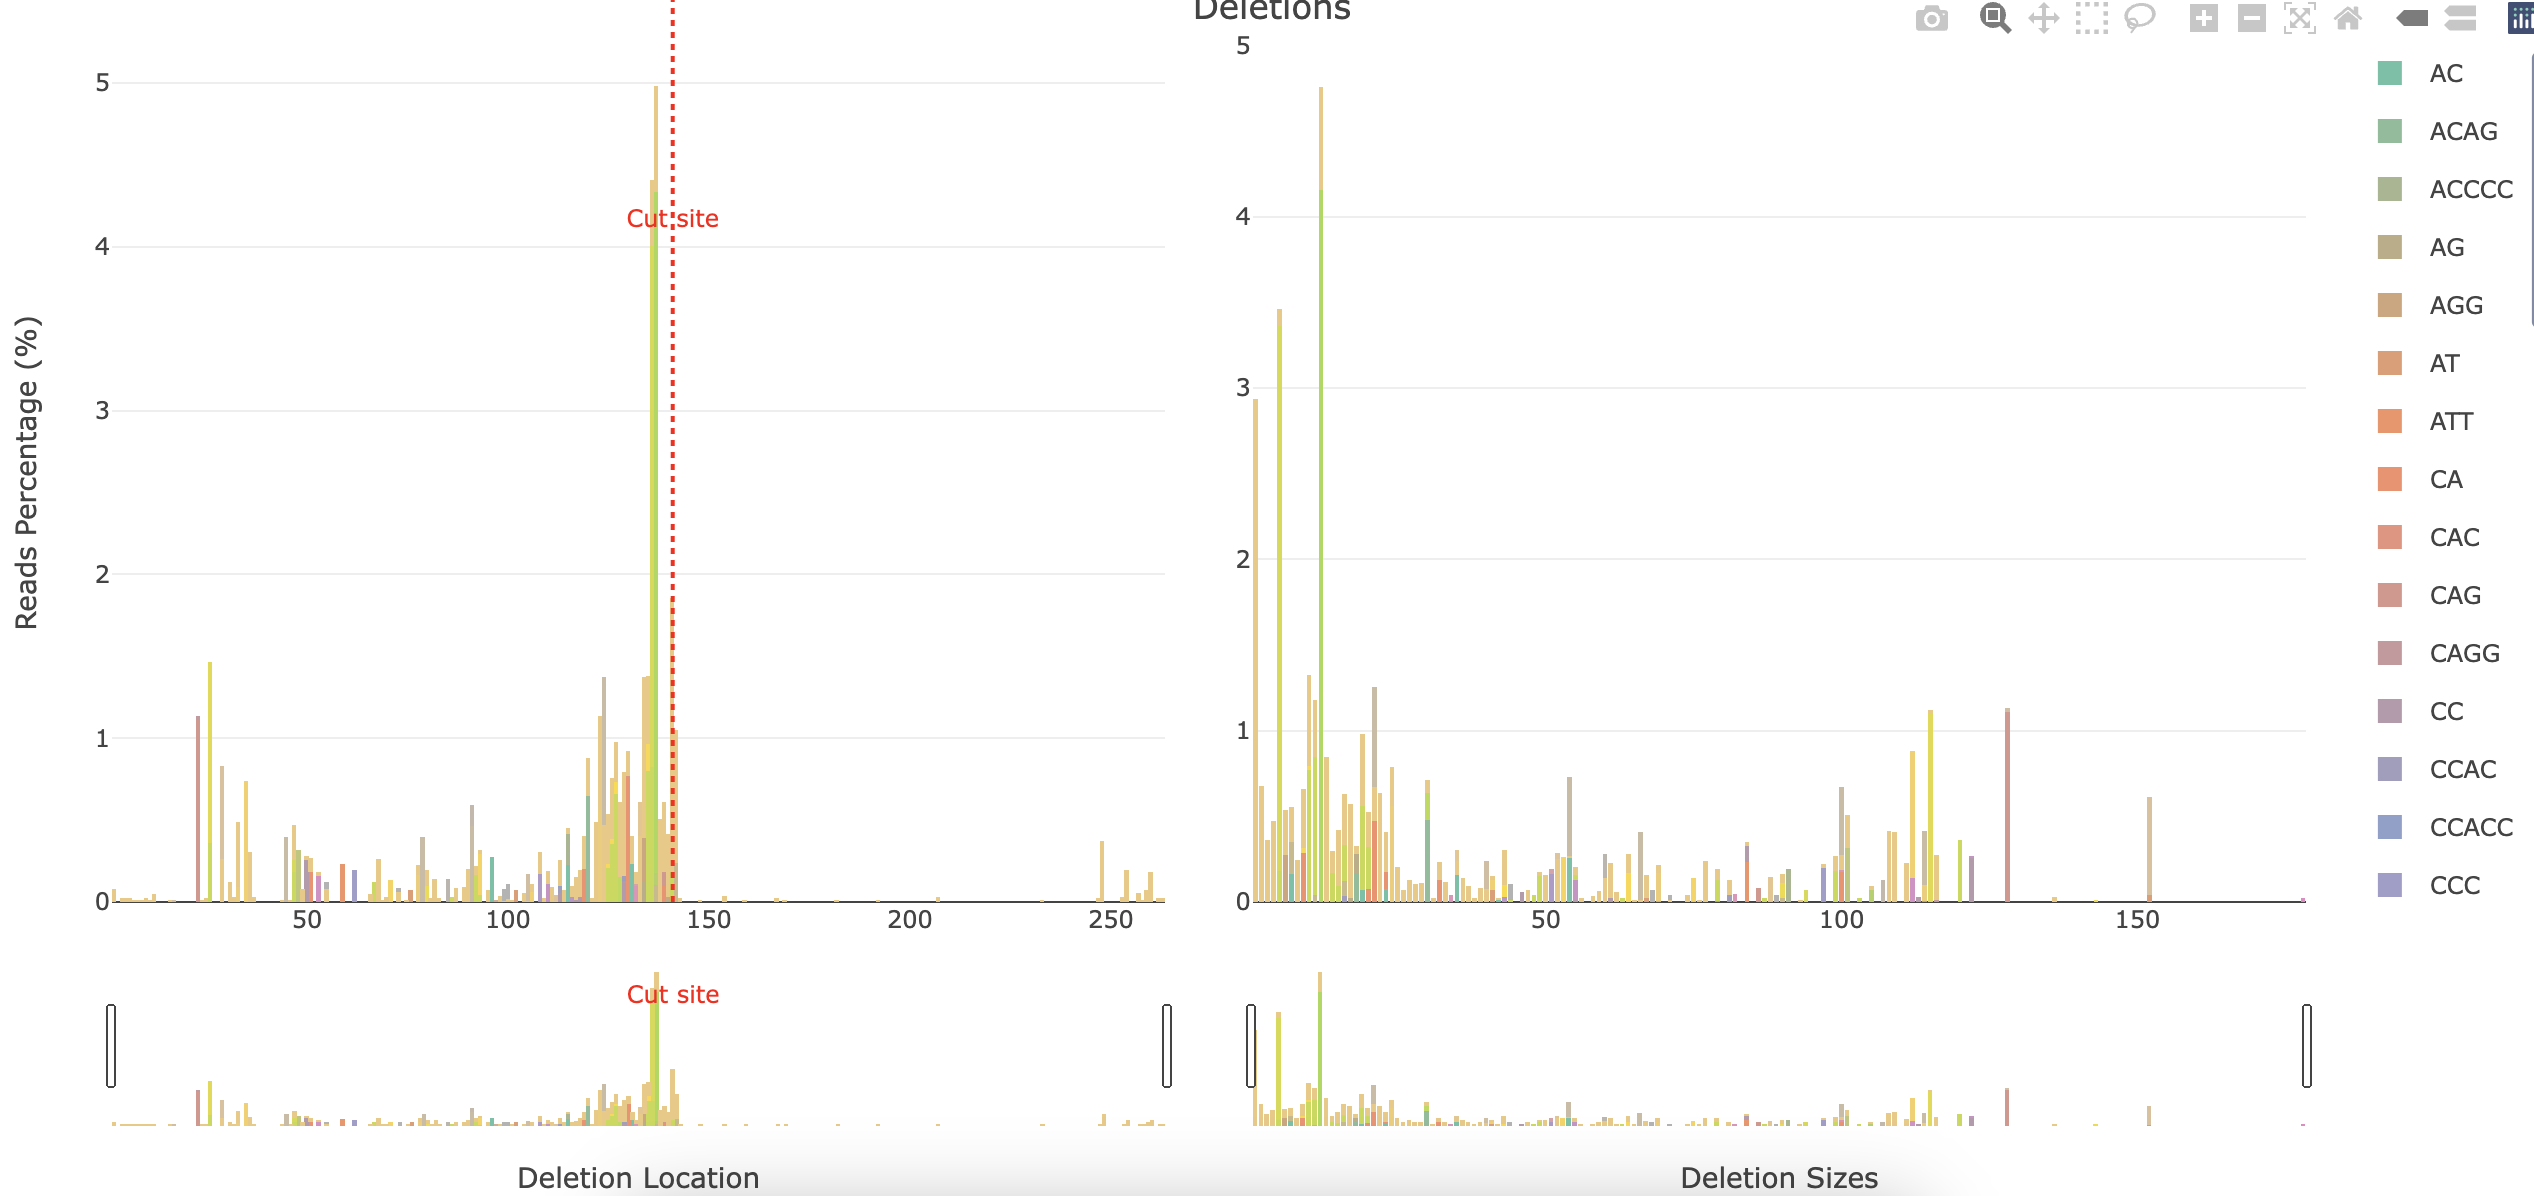 Deletions
5
4
3
2
1
0
Reads Percentage (%)
Cut site
50
100
150
200
250
Cut site
Deletion Location
5
4
3
2
1
0
50
100
150
Deletion Sizes
AC
ACAG
ACCCC
AG
AGG
AT
ATT
CA
CAC
CAG
CAGG
CC
CCAC
CCACC
CCC